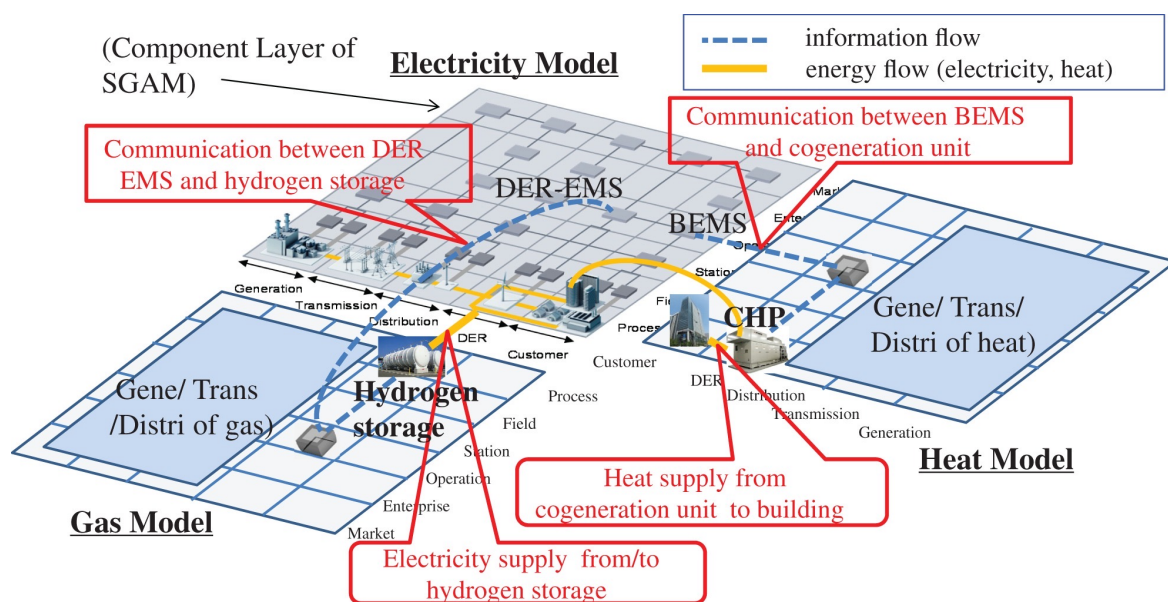 (Component Layer of
SGAM)
Electricity Model
information flow
energy flow (electricity, heat)
Communication between DER
EMS and hydrogen storage
Communication between BEMS
and cogeneration unit
DER-EMS
BEMS
Generation
Transmission
Distribution
DER
Customer
Process
Station
CHP
Gene/ Trans/
Distri of heat)
Gene/ Trans
/Distri of gas)
Hydrogen
storage
Customer
Process
Field
Station
Operation
Enterprise
Market
DER
Distribution
Transmission
Generation
Heat Model
Gas Model
Heat supply from
cogeneration unit to building
Electricity supply from/to
hydrogen storage